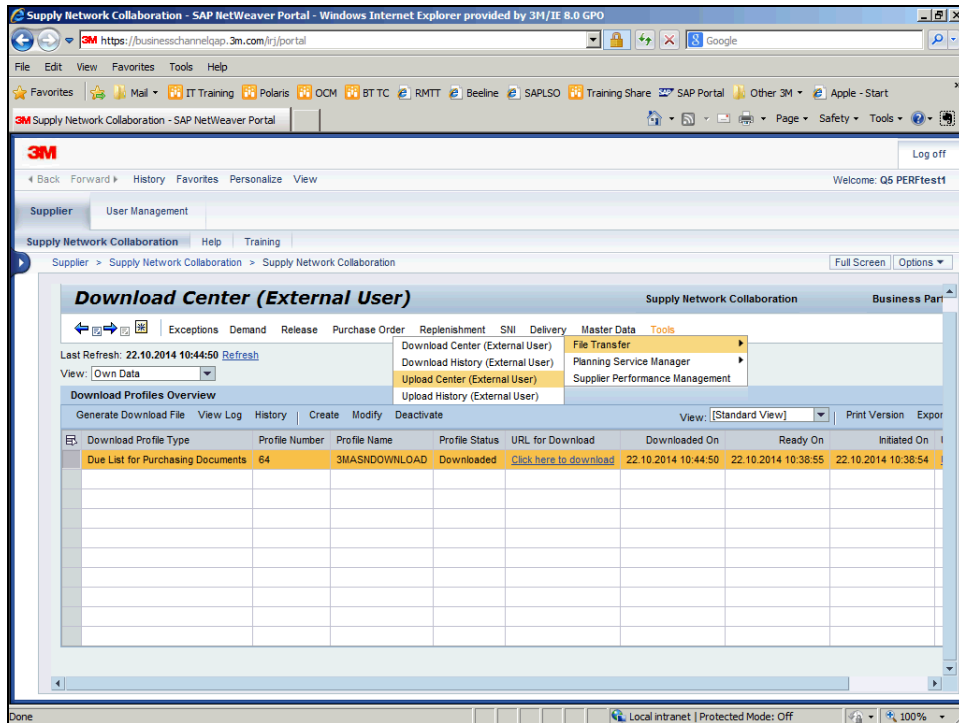 Supply Network Collaboration - SAP NetWeaver Portal - Windows Internet Explorer provided by 3M/IE 8.0 GPO
3M https://businesschannelqap.3m.com/irj/portal
Google
File Edit View Favorites Tools Help
Favorites Mail IT Training Polaris OCM BT TC RMTT Beeline SAPLSO Training Share SAP Portal Other 3M Apple - Start
3M Supply Network Collaboration - SAP NetWeaver Portal Page Safety Tools
3M Log off
Back Forward History Favorites Personalize View Welcome: Q5 PERFtest1
Supplier User Management
Supply Network Collaboration Help Training
Supplier > Supply Network Collaboration > Supply Network Collaboration Full Screen Options
Download Center (External User) Supply Network Collaboration Business Part
Exceptions Demand Release Purchase Order Replenishment SNI Delivery Master Data Tools
Last Refresh: 22.10.2014 10:44:50 Refresh
View: Own Data
Download Center (External User)
Download History (External User)
Upload Center (External User)
Upload History (External User)
File Transfer
Planning Service Manager
Supplier Performance Management
Download Profiles Overview
Generate Download File View Log History Create Modify Deactivate View: [Standard View] Print Version Expor
Download Profile Type Profile Number Profile Name Profile Status URL for Download Downloaded On Ready On Initiated On
Due List for Purchasing Documents 64 3MASNDOWNLOAD Downloaded Click here to download 22.10.2014 10:44:50 22.10.2014 10:38:55 22.10.2014 10:38:54
Done Local intranet | Protected Mode: Off 100%